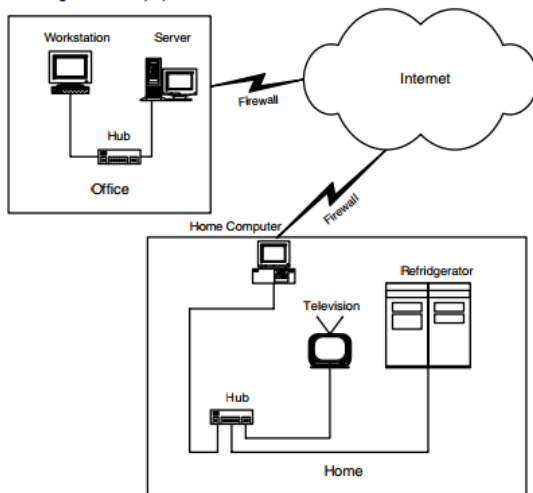 Workstation
Server
Firewall
Internet
Hub
Office
Firewall
Home Computer
Refridgerator
Television
Hub
Home